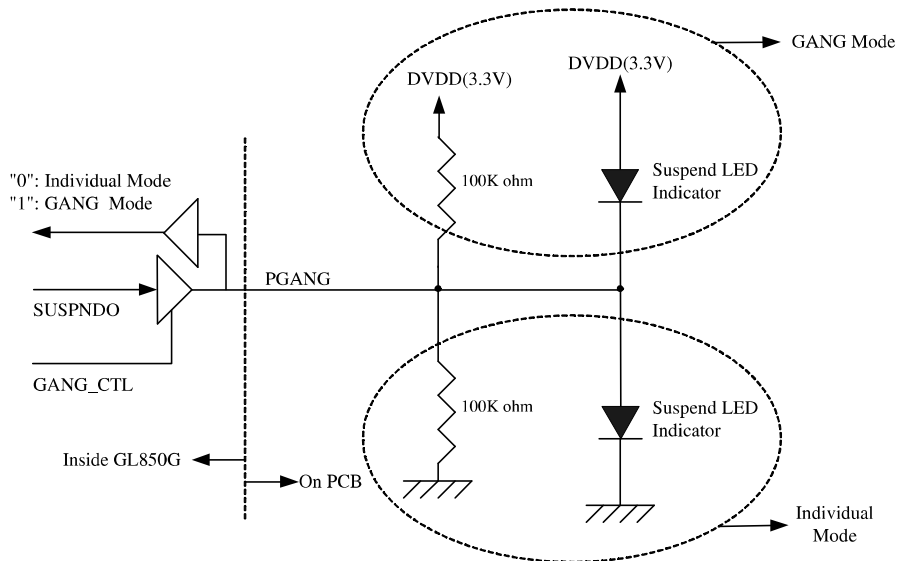 GANG Mode
DVDD(3.3V)
DVDD(3.3V)
"0": Individual Mode
"1": GANG Mode
100K ohm
Suspend LED
Indicator
PGANG
SUSPNDO
GANG_CTL
100K ohm
Suspend LED
Indicator
Inside GL850G
On PCB
Individual
Mode